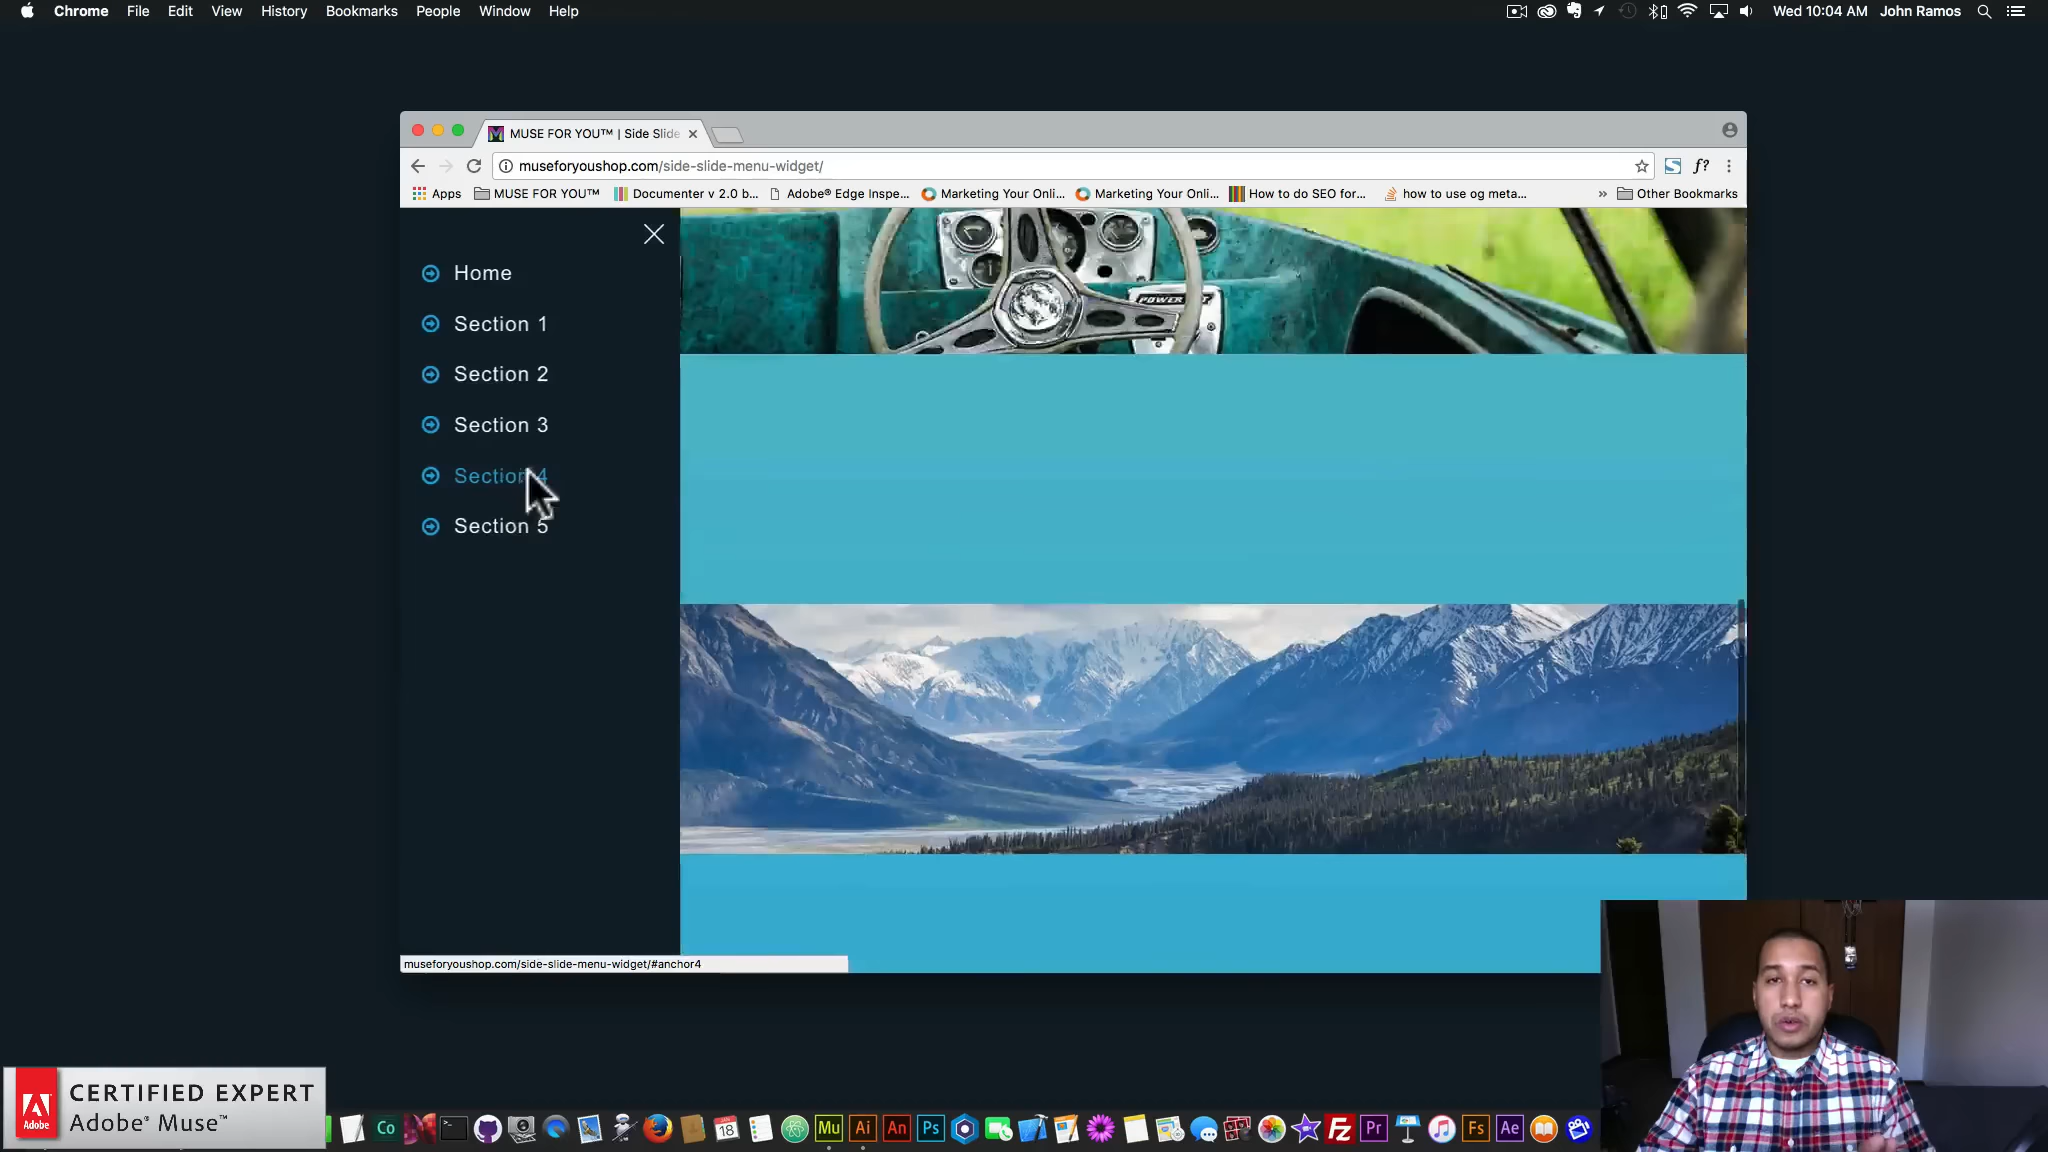 Chrome File Edit View History Bookmarks People Window Help
Wed 10:04 AM John Ramos
MUSE FOR YOU™ | Side Slide
museforyoushop.com/side-slide-menu-widget/
f?
Apps MUSE FOR YOU™ Documenter v 2.0 b... Adobe® Edge Inspe... Marketing Your Onli... Marketing Your Onli... How to do SEO for... how to use og meta... » Other Bookmarks
Home
Section 1
Section 2
Section 3
Section 4
Section 5
museforyoushop.com/side-slide-menu-widget/#anchor4
CERTIFIED EXPERT
Adobe® Muse™
Adobe
Co
18
Mu
Ai
An
Ps
Fz
Pr
Fs
Ae